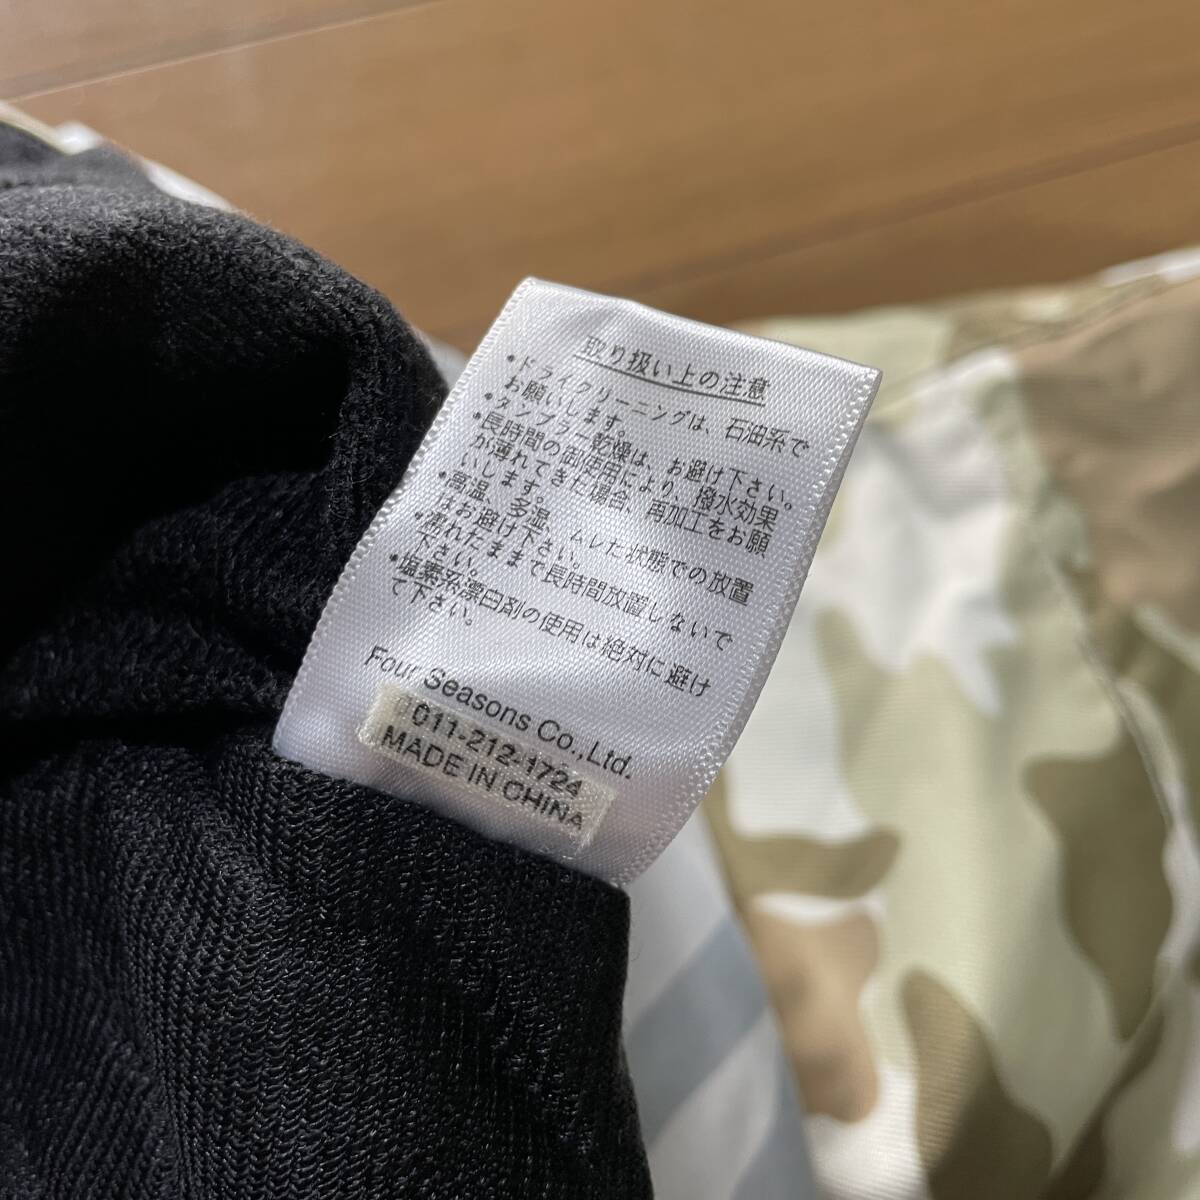 取り扱い上の注意
•ドライクリーニングは、石油系で
お願いします。
•タンブラー乾燥は、お避け下さい。
•長時間の御使用により、撥水効果
が薄れてきた場合、再加工をお願
いします。
•高温、多湿、ムレた状態での放置
はお避け下さい。
•濡れたままで長時間放置しないで
下さい。
•塩素系漂白剤の使用は絶対に避け
て下さい。
Four Seasons Co.,Ltd.
011-212-1724
MADE IN CHINA